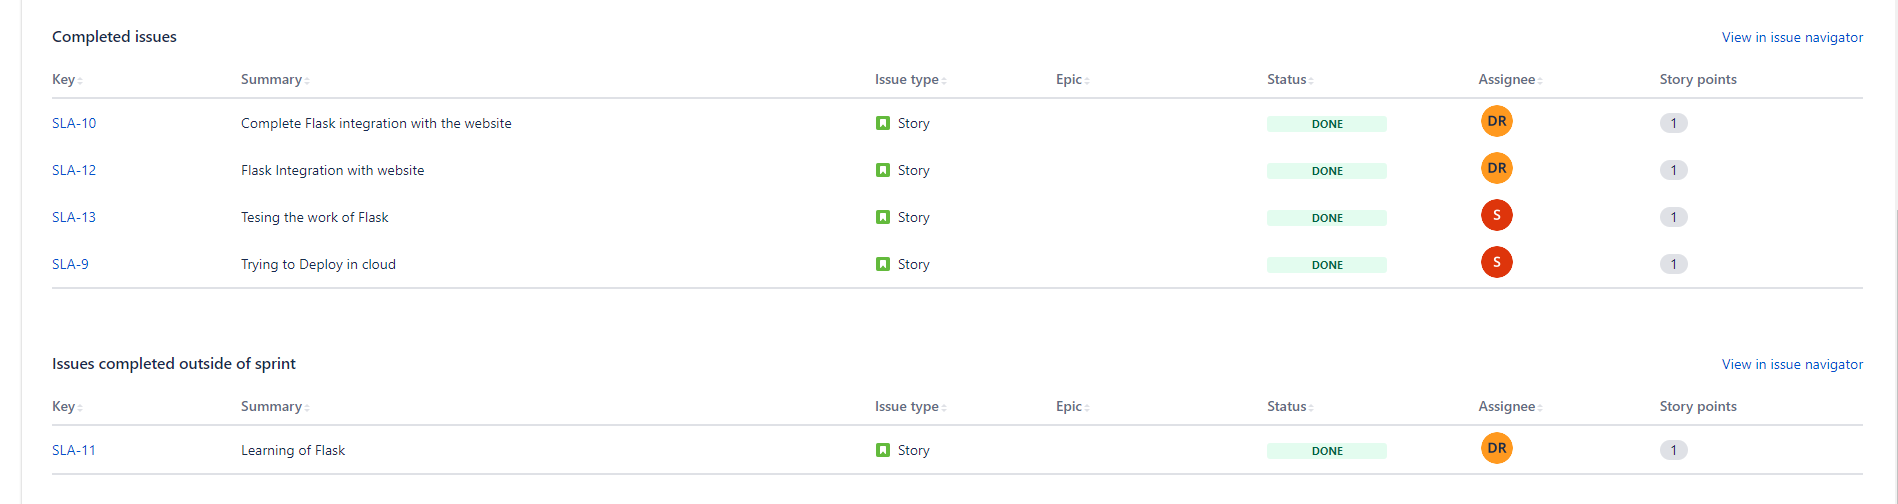 Completed issues View in issue navigator
Key Summary Issue type Epic Status Assignee Story points
SLA-10 Complete Flask integration with the website Story DONE DR 1
SLA-12 Flask Integration with website Story DONE DR 1
SLA-13 Tesing the work of Flask Story DONE S 1
SLA-9 Trying to Deploy in cloud Story DONE S 1
Issues completed outside of sprint View in issue navigator
Key Summary Issue type Epic Status Assignee Story points
SLA-11 Learning of Flask Story DONE DR 1